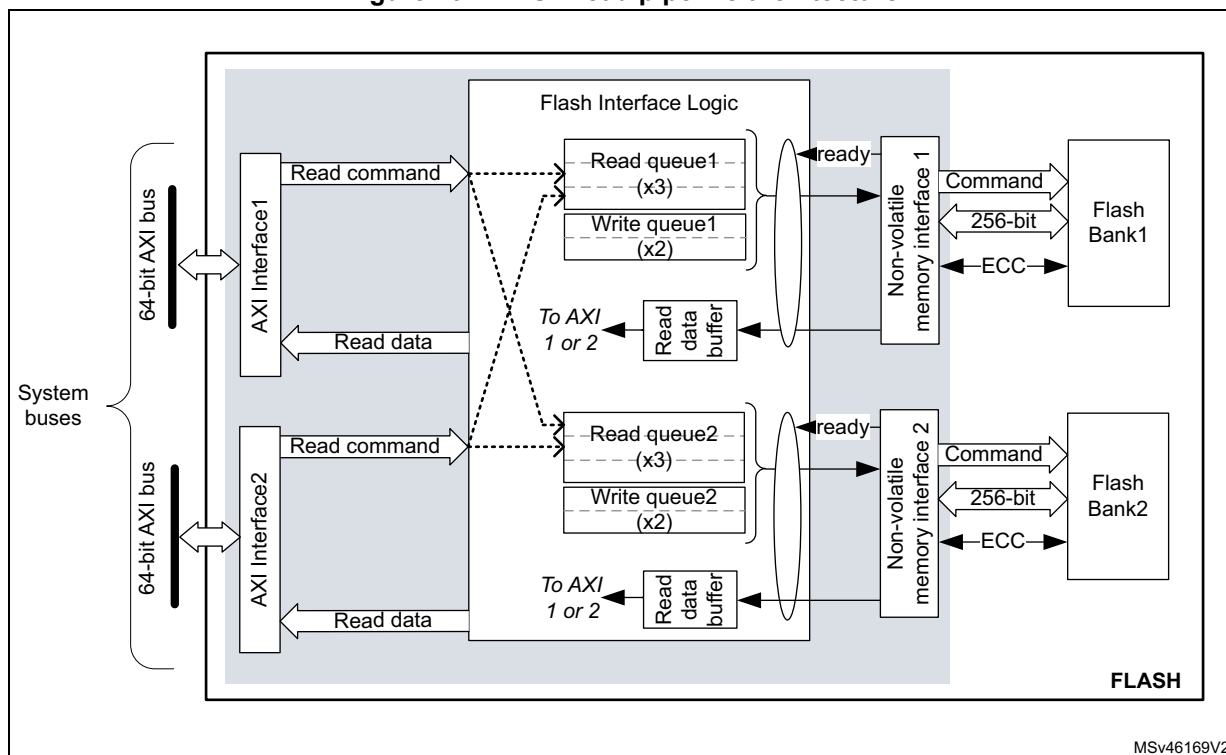 Flash Interface Logic
64-bit AXI bus
AXI Interface1
Read command
Read data
Read queue1
(x3)
Write queue1
(x2)
ready
To AXI
1 or 2
Read
data
buffer
Non-volatile
memory interface 1
Command
256-bit
ECC
Flash
Bank1
System
buses
64-bit AXI bus
AXI Interface2
Read command
Read data
Read queue2
(x3)
Write queue2
(x2)
ready
To AXI
1 or 2
Read
data
buffer
Non-volatile
memory interface 2
Command
256-bit
ECC
Flash
Bank2
FLASH
MSv46169V2